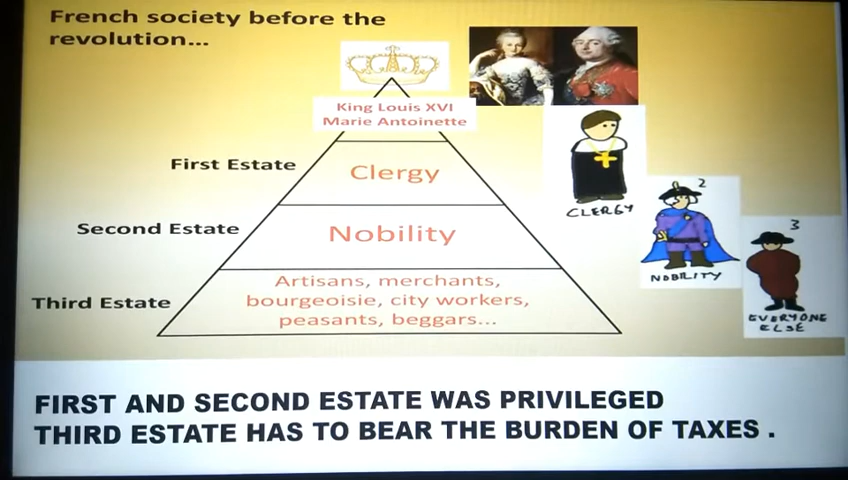 French society before the
revolution...
King Louis XVI
Marie Antoinette
First Estate
Clergy
CLERGY
2
Second Estate
Nobility
NOBILITY
3
Third Estate
Artisans, merchants,
bourgeoisie, city workers,
peasants, beggars...
EVERYONE
ELSE
FIRST AND SECOND ESTATE WAS PRIVILEGED
THIRD ESTATE HAS TO BEAR THE BURDEN OF TAXES .